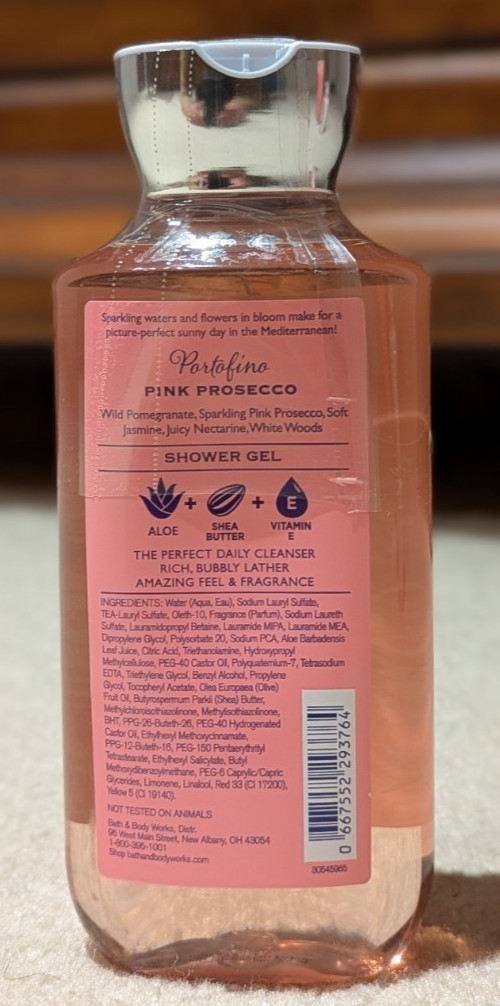 Sparkling waters and flowers in bloom make for a
picture-perfect sunny day in the Mediterranean!
Portofino
PINK PROSECCO
Wild Pomegranate, Sparkling Pink Prosecco, Soft
Jasmine, Juicy Nectarine, White Woods
SHOWER GEL
ALOE + SHEA BUTTER + VITAMIN E
E
THE PERFECT DAILY CLEANSER
RICH, BUBBLY LATHER
AMAZING FEEL & FRAGRANCE
INGREDIENTS: Water (Aqua, Eau), Sodium Lauryl Sulfate,
TEA-Lauryl Sulfate, Oleth-10, Fragrance (Parfum), Sodium Laureth
Sulfate, Lauramidopropyl Betaine, Lauramide MIPA, Lauramide MEA,
Dipropylene Glycol, Polysorbate 20, Sodium PCA, Aloe Barbadensis
Leaf Juice, Citric Acid, Triethanolamine, Hydroxypropyl
Methylcellulose, PEG-40 Castor Oil, Polyquaternium-7, Tetrasodium
EDTA, Triethylene Glycol, Benzyl Alcohol, Propylene
Glycol, Tocopheryl Acetate, Olea Europaea (Olive)
Fruit Oil, Butyrospermum Parkii (Shea) Butter,
Methylchloroisothiazolinone, Methylisothiazolinone,
BHT, PPG-26-Buteth-26, PEG-40 Hydrogenated
Castor Oil, Ethylhexyl Methoxycinnamate,
PPG-12-Buteth-16, PEG-150 Pentaerythrityl
Tetrastearate, Ethylhexyl Salicylate, Butyl
Methoxydibenzoylmethane, PEG-6 Caprylic/Capric
Glycerides, Limonene, Linalool, Red 33 (CI 17200),
Yellow 5 (CI 19140).
NOT TESTED ON ANIMALS
Bath & Body Works, Distr.
95 West Main Street, New Albany, OH 43054
1-800-395-1001
Shop bathandbodyworks.com
0 667552 293764
30545965